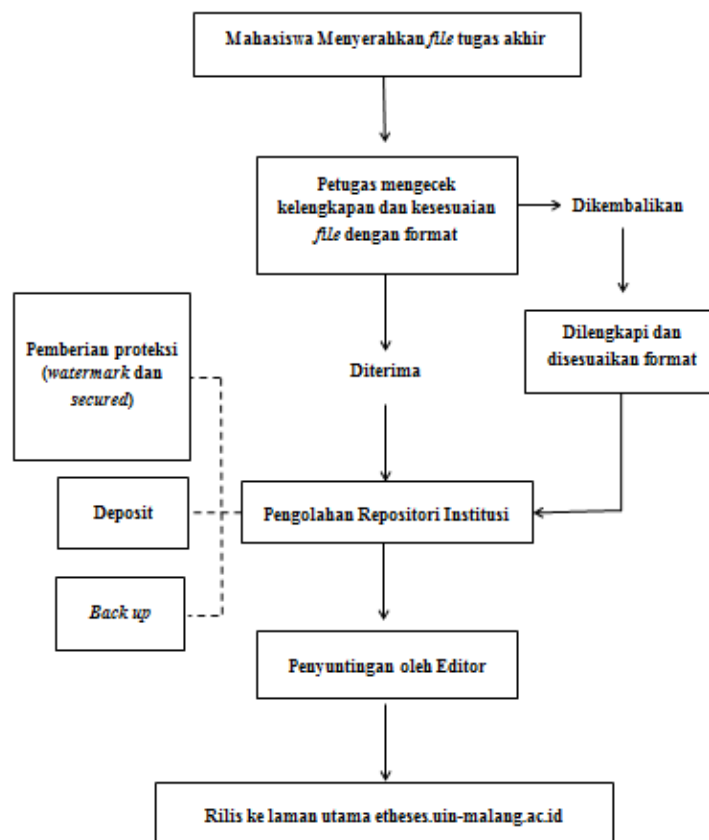 Mahasiswa Menyerahkan file tugas akhir
Petugas mengecek
kelengkapan dan kesesuaian
file dengan format
Dikembalikan
Pemberian proteksi
(watermark dan
secured)
Dilengkapi dan
disesuaikan format
Diterima
Deposit
Pengolahan Repositori Institusi
Back up
Penyuntingan oleh Editor
Rilis ke laman utama etheses.uin-malang.ac.id